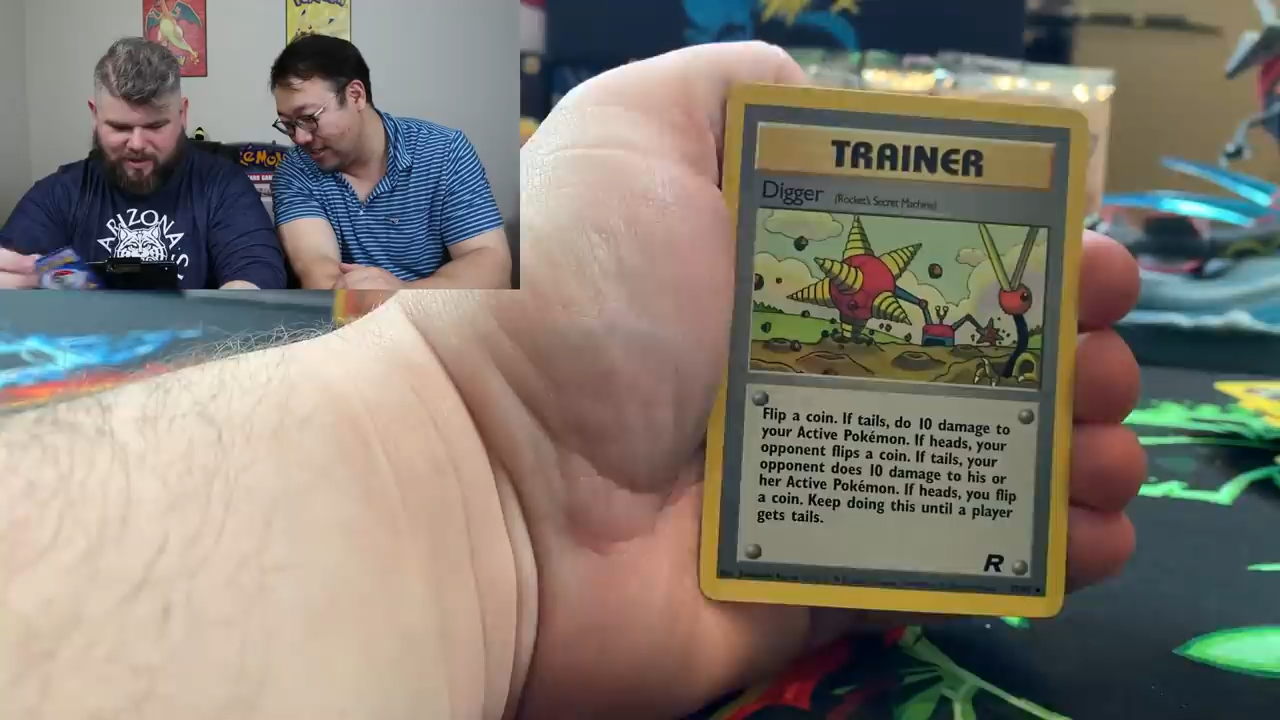 POKéMON
ARIZONA
TRAINER
Digger (Rocket's Secret Machine)
Flip a coin. If tails, do 10 damage to
your Active Pokémon. If heads, your
opponent flips a coin. If tails, your
opponent does 10 damage to his or
her Active Pokémon. If heads, you flip
a coin. Keep doing this until a player
gets tails.
R